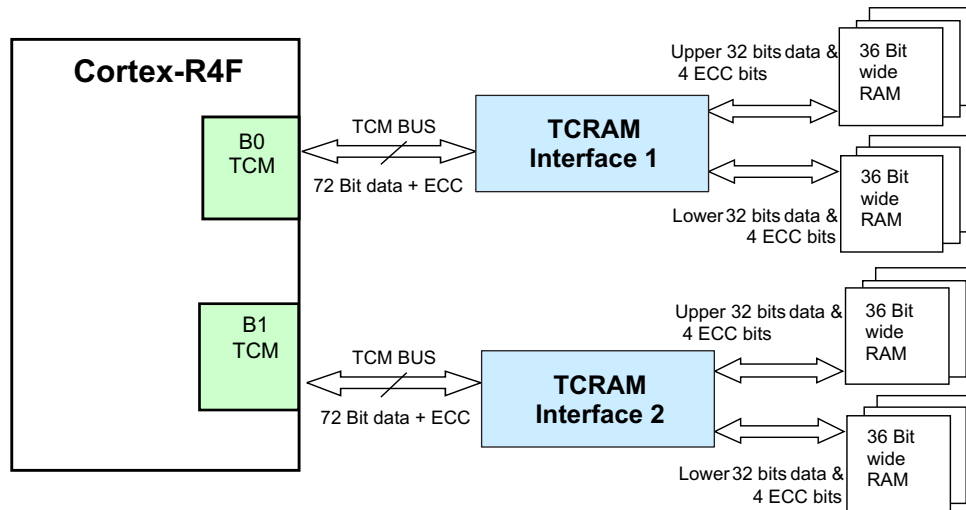 Cortex-R4F
B0
TCM
TCM BUS
72 Bit data + ECC
TCRAM
Interface 1
Upper 32 bits data &
4 ECC bits
36 Bit
wide
RAM
Lower 32 bits data &
4 ECC bits
36 Bit
wide
RAM
B1
TCM
TCM BUS
72 Bit data + ECC
TCRAM
Interface 2
Upper 32 bits data &
4 ECC bits
36 Bit
wide
RAM
Lower 32 bits data &
4 ECC bits
36 Bit
wide
RAM